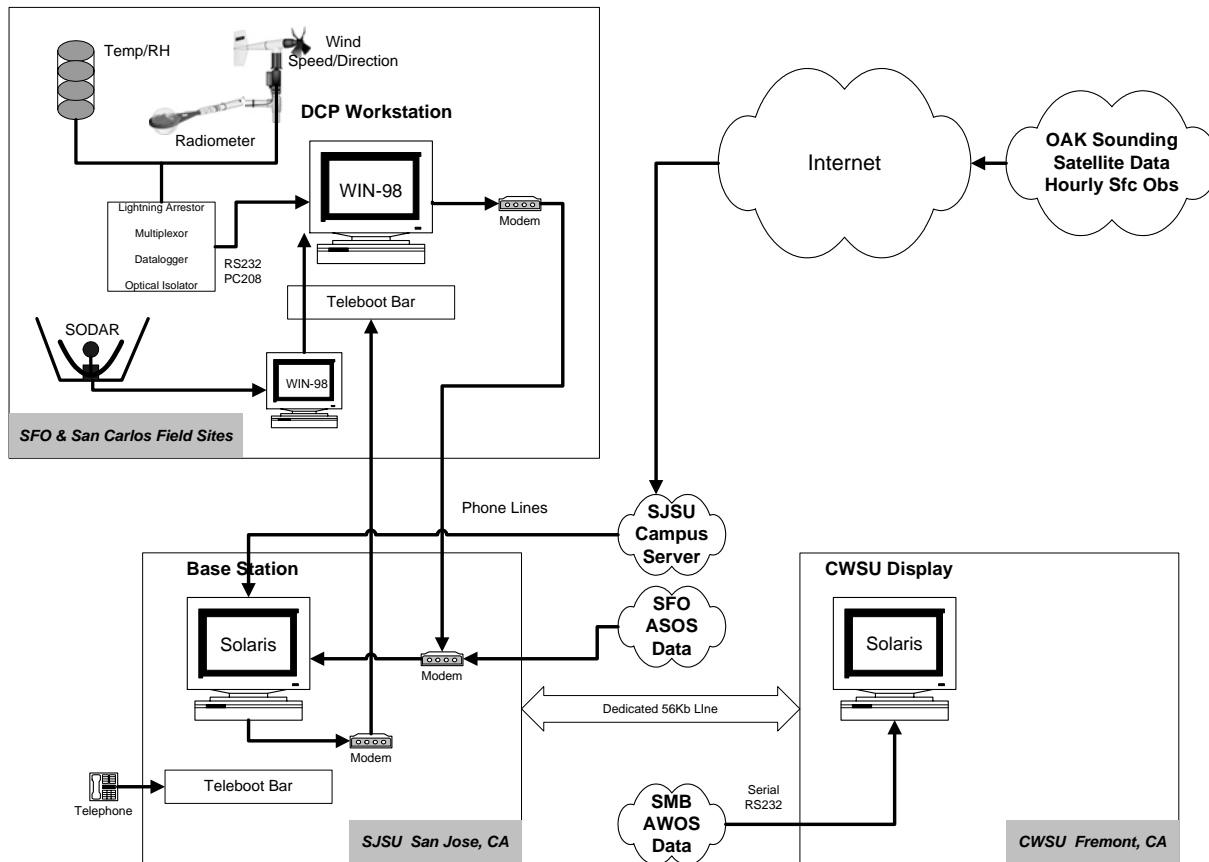 Temp/RH
Wind
Speed/Direction
Radiometer
DCP Workstation
WIN-98
Modem
Lightning Arrestor
Multiplexor
Datalogger
Optical Isolator
RS232
PC208
Teleboot Bar
SODAR
WIN-98
SFO & San Carlos Field Sites
Internet
OAK Sounding
Satellite Data
Hourly Sfc Obs
Phone Lines
SJSU
Campus
Server
Base Station
Solaris
Modem
SFO
ASOS
Data
CWSU Display
Solaris
Dedicated 56Kb LIne
Modem
Telephone
Teleboot Bar
SJSU San Jose, CA
SMB
AWOS
Data
Serial
RS232
CWSU Fremont, CA